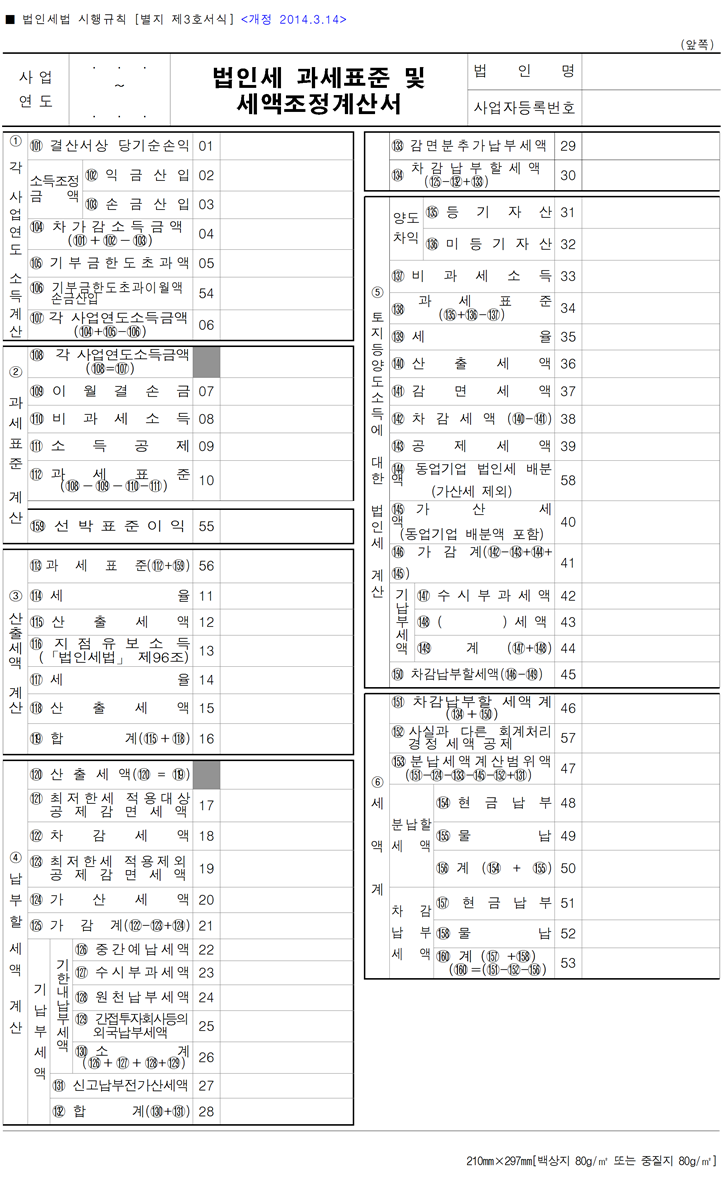 ■ 법인세법 시행규칙 [별지 제3호서식] <개정 2014.3.14>
(앞쪽)
사 업
연 도
. . .
~
. . .
법인세 과세표준 및
세액조정계산서
법 인 명
사업자등록번호
① 각 사업연도 소득계산
⑩1 결산서상 당기순손익 01
소득조정
금 액
⑩2 익 금 산 입 02
⑩3 손 금 산 입 03
⑩4 차 가 감 소 득 금 액
(⑩1 + ⑩2 - ⑩3) 04
⑩5 기 부 금 한 도 초 과 액 05
⑩6 기부금한도초과이월액
손금산입 54
⑩7 각 사업연도소득금액
(⑩4+⑩5-⑩6) 06
② 과세표준 계산
⑩8 각 사업연도소득금액
(⑩8=⑩7)
⑩9 이 월 결 손 금 07
⑪0 비 과 세 소 득 08
⑪1 소 득 공 제 09
⑪2 과 세 표 준
(⑩8 - ⑩9 - ⑪0 - ⑪1) 10
⑮9 선 박 표 준 이 익 55
③ 산출세액 계산
⑪3 과 세 표 준(⑪2+⑮9) 56
⑪4 세 율 11
⑪5 산 출 세 액 12
⑪6 지 점 유 보 소 득
(「법인세법」 제96조) 13
⑪7 세 율 14
⑪8 산 출 세 액 15
⑪9 합 계(⑪5 + ⑪8) 16
④ 납부할 세액 계산
⑫0 산 출 세 액(⑫0 = ⑪9)
⑫1 최 저 한 세 적 용 대 상
공 제 감 면 세 액 17
⑫2 차 감 세 액 18
⑫3 최 저 한 세 적 용 제 외
공 제 감 면 세 액 19
⑫4 가 산 세 액 20
⑫5 가 감 계(⑫2-⑫3+⑫4) 21
기납부세액
기한내납부세액
⑫6 중 간 예 납 세 액 22
⑫7 수 시 부 과 세 액 23
⑫8 원 천 납 부 세 액 24
⑫9 간접투자회사등의
외국납부세액 25
⑬0 소 계
(⑫6 + ⑫7 + ⑫8+⑫9) 26
⑬1 신고납부전가산세액 27
⑬2 합 계(⑬0+⑬1) 28
⑬3 감 면 분 추 가 납 부 세 액 29
⑬4 차 감 납 부 할 세 액
(⑫5-⑬2+⑬3) 30
⑤ 토지등양도소득에 대한 법인세 계산
양도
차익
⑬5 등 기 자 산 31
⑬6 미 등 기 자 산 32
⑬7 비 과 세 소 득 33
⑬8 과 세 표 준
(⑬5+⑬6-⑬7) 34
⑬9 세 율 35
⑭0 산 출 세 액 36
⑭1 감 면 세 액 37
⑭2 차 감 세 액 (⑭0-⑭1) 38
⑭3 공 제 세 액 39
⑭4 동업기업 법인세 배분
액
(가산세 제외) 58
⑭5 가 산 세
액
(동업기업 배분액 포함) 40
⑭6 가 감 계(⑭2-⑭3+⑭4+
⑭5) 41
기납부세액
⑭7 수 시 부 과 세 액 42
⑭8 ( ) 세 액 43
⑭9 계 (⑭7+⑭8) 44
⑮0 차감납부할세액(⑭6-⑭9) 45
⑥ 세 액 계
⑮1 차감납부할 세액 계
(⑬4 + ⑮0) 46
⑮2 사실과 다른 회계처리
경정 세액 공제 57
⑮3 분납세액계산범위액
(⑮1-⑫4-⑬3-⑭5-⑮2+⑬1) 47
분납할
세 액
⑮4 현 금 납 부 48
⑮5 물 납 49
⑮6 계 (⑮4 + ⑮5) 50
차 감
납 부
세 액
⑮7 현 금 납 부 51
⑮8 물 납 52
⑯0 계 (⑮7 +⑮8)
(⑯0 =(⑮1-⑮2-⑮6) 53
210㎜×297㎜[백상지 80g/㎡ 또는 중질지 80g/㎡]